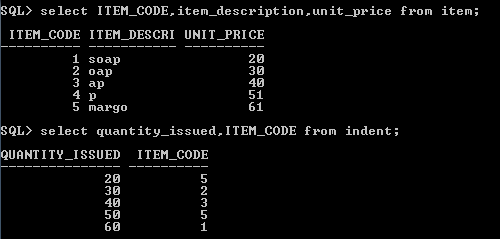 SQL> select ITEM_CODE,item_description,unit_price from item;
ITEM_CODE ITEM_DESCRI UNIT_PRICE
---------- ----------- ----------
1 soap 20
2 oap 30
3 ap 40
4 p 51
5 margo 61
SQL> select quantity_issued,ITEM_CODE from indent;
QUANTITY_ISSUED ITEM_CODE
--------------- ----------
20 5
30 2
40 3
50 5
60 1